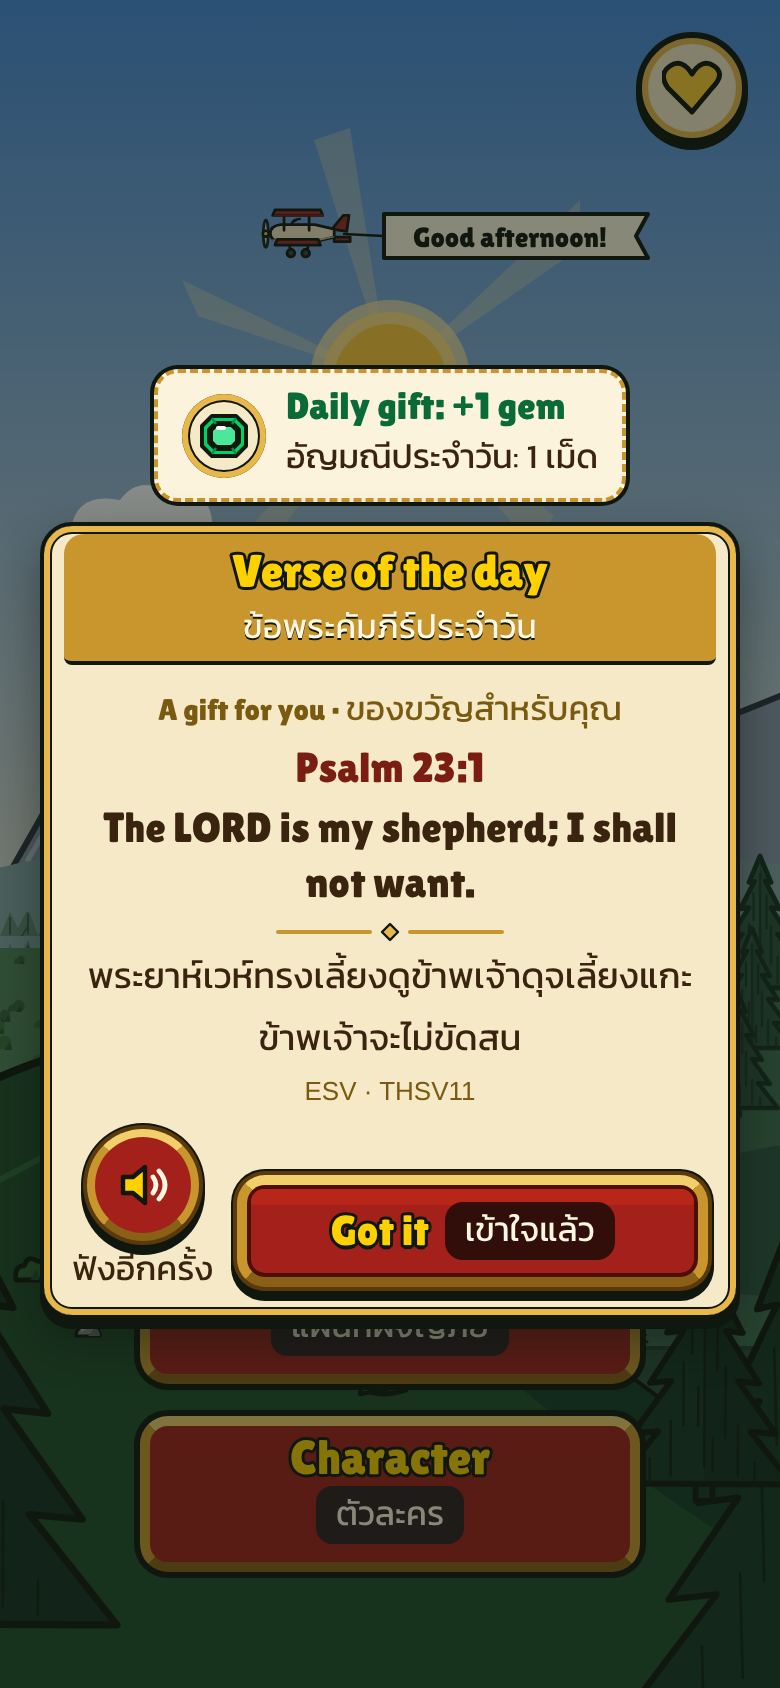 Good afternoon!
Daily gift: +1 gem
อัญมณีประจำวัน: 1 เม็ด
Verse of the day
ข้อพระคัมภีร์ประจำวัน
A gift for you · ของขวัญสำหรับคุณ
Psalm 23:1
The LORD is my shepherd; I shall
not want.
พระยาห์เวห์ทรงเลี้ยงดูข้าพเจ้าดุจเลี้ยงแกะ
ข้าพเจ้าจะไม่ขัดสน
ESV · THSV11
Got it เข้าใจแล้ว
ฟังอีกครั้ง
Character
ตัวละคร